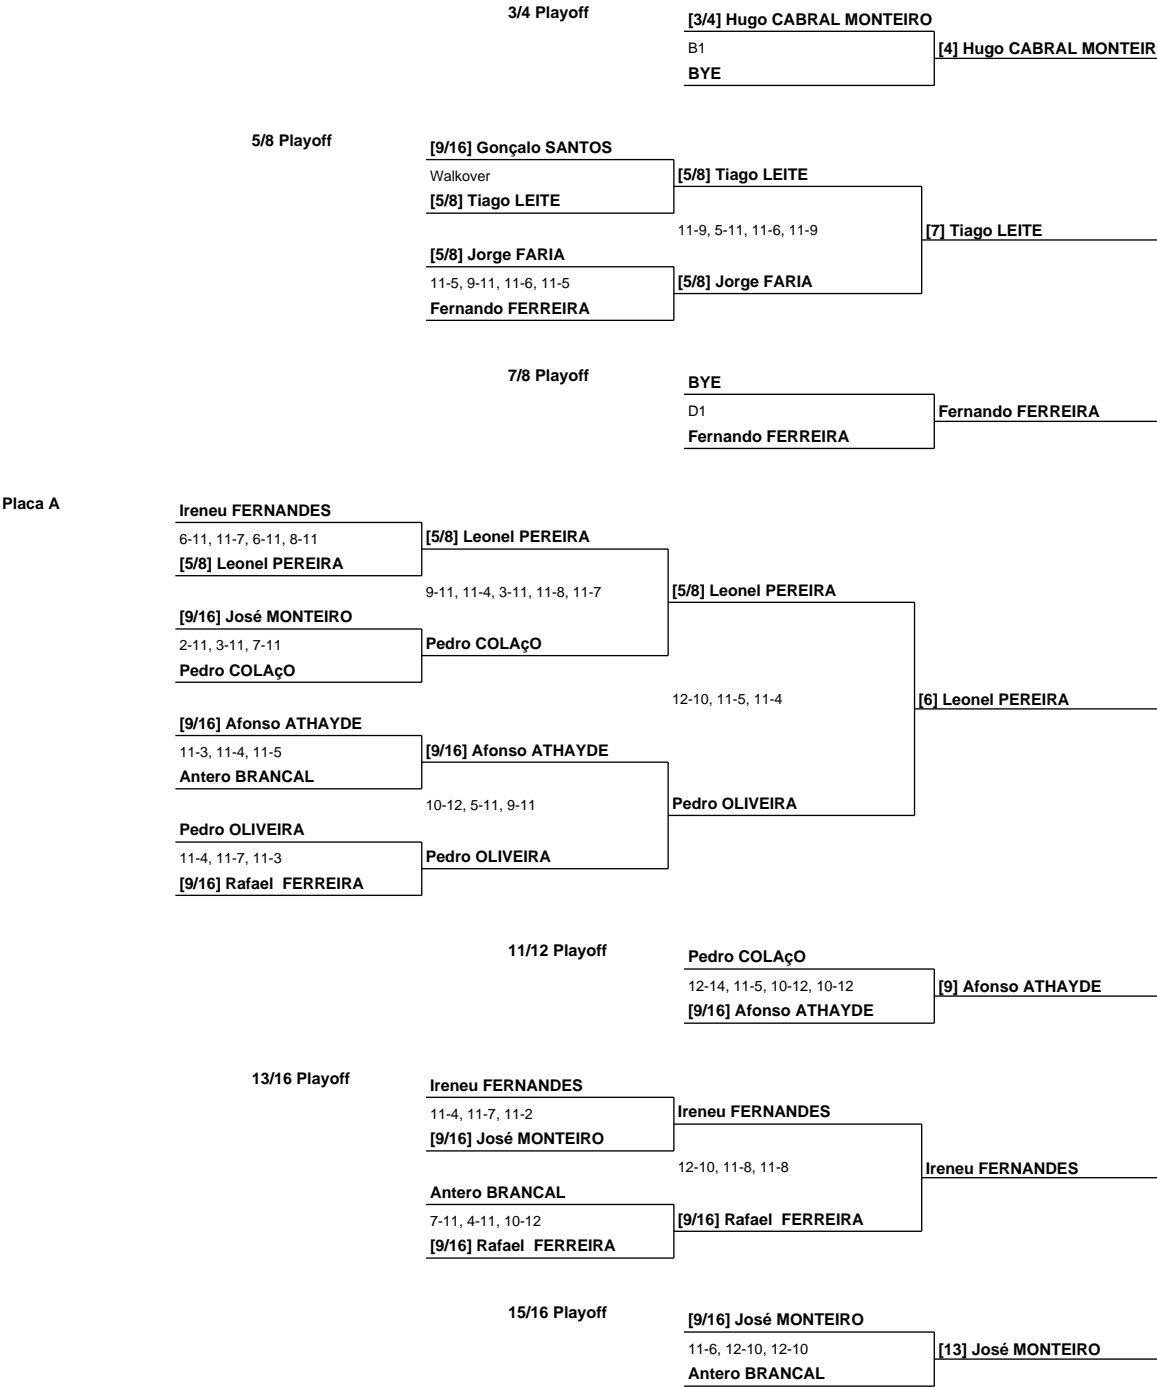 3/4 Playoff
[3/4] Hugo CABRAL MONTEIRO
B1
[4] Hugo CABRAL MONTEIR
BYE
5/8 Playoff
[9/16] Gonçalo SANTOS
Walkover
[5/8] Tiago LEITE
[5/8] Tiago LEITE
11-9, 5-11, 11-6, 11-9
[7] Tiago LEITE
[5/8] Jorge FARIA
11-5, 9-11, 11-6, 11-5
[5/8] Jorge FARIA
Fernando FERREIRA
7/8 Playoff
BYE
D1
Fernando FERREIRA
Fernando FERREIRA
Placa A
Ireneu FERNANDES
6-11, 11-7, 6-11, 8-11
[5/8] Leonel PEREIRA
[5/8] Leonel PEREIRA
9-11, 11-4, 3-11, 11-8, 11-7
[5/8] Leonel PEREIRA
[9/16] José MONTEIRO
2-11, 3-11, 7-11
Pedro COLAçO
Pedro COLAçO
12-10, 11-5, 11-4
[6] Leonel PEREIRA
[9/16] Afonso ATHAYDE
11-3, 11-4, 11-5
[9/16] Afonso ATHAYDE
Antero BRANCAL
10-12, 5-11, 9-11
Pedro OLIVEIRA
Pedro OLIVEIRA
11-4, 11-7, 11-3
Pedro OLIVEIRA
[9/16] Rafael  FERREIRA
11/12 Playoff
Pedro COLAçO
12-14, 11-5, 10-12, 10-12
[9] Afonso ATHAYDE
[9/16] Afonso ATHAYDE
13/16 Playoff
Ireneu FERNANDES
11-4, 11-7, 11-2
Ireneu FERNANDES
[9/16] José MONTEIRO
12-10, 11-8, 11-8
Ireneu FERNANDES
Antero BRANCAL
7-11, 4-11, 10-12
[9/16] Rafael  FERREIRA
[9/16] Rafael  FERREIRA
15/16 Playoff
[9/16] José MONTEIRO
11-6, 12-10, 12-10
[13] José MONTEIRO
Antero BRANCAL